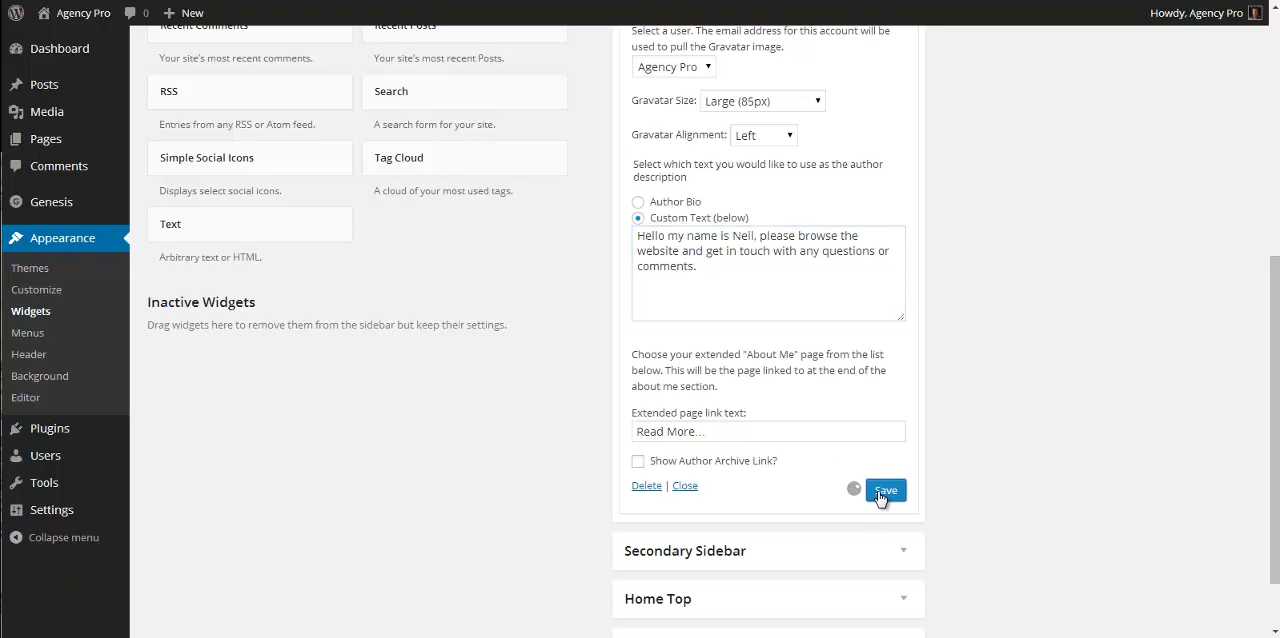 Agency Pro
0
New
Howdy, Agency Pro
Dashboard
Posts
Media
Pages
Comments
Genesis
Appearance
Themes
Customize
Widgets
Menus
Header
Background
Editor
Plugins
Users
Tools
Settings
Collapse menu
Recent Comments
Recent Posts
Your site's most recent comments.
Your site's most recent Posts.
RSS
Search
Entries from any RSS or Atom feed.
A search form for your site.
Simple Social Icons
Tag Cloud
Displays select social icons.
A cloud of your most used tags.
Text
Arbitrary text or HTML.
Inactive Widgets
Drag widgets here to remove them from the sidebar but keep their settings.
Select a user. The email address for this account will be
used to pull the Gravatar image.
Agency Pro
Gravatar Size: Large (85px)
Gravatar Alignment: Left
Select which text you would like to use as the author
description
Author Bio
Custom Text (below)
Hello my name is Neil, please browse the
website and get in touch with any questions or
comments.
Choose your extended "About Me" page from the list
below. This will be the page linked to at the end of the
about me section.
Extended page link text:
Read More…
Show Author Archive Link?
Delete | Close
Save
Secondary Sidebar
Home Top